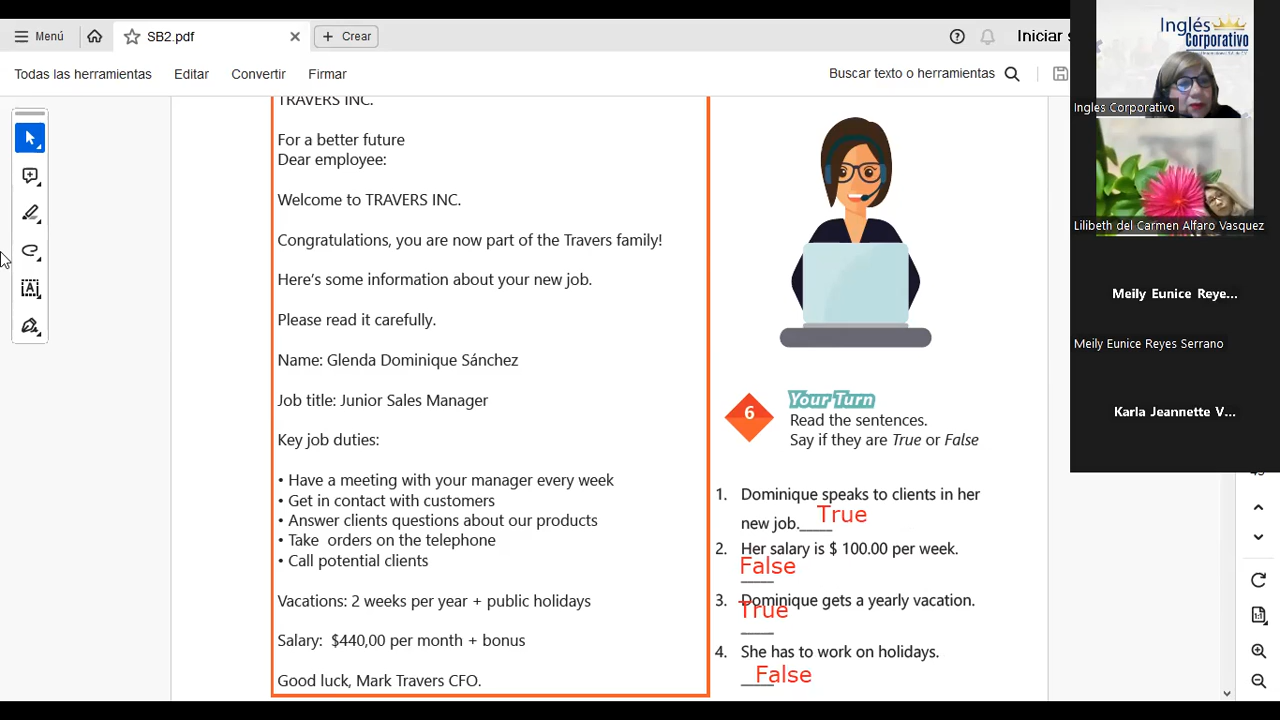 Menú
SB2.pdf
Crear
Iniciar s
Todas las herramientas
Editar
Convertir
Firmar
Buscar texto o herramientas
TRAVERS INC.
For a better future
Dear employee:
Welcome to TRAVERS INC.
Congratulations, you are now part of the Travers family!
Here's some information about your new job.
Please read it carefully.
Name: Glenda Dominique Sánchez
Job title: Junior Sales Manager
Key job duties:
• Have a meeting with your manager every week
• Get in contact with customers
• Answer clients questions about our products
• Take orders on the telephone
• Call potential clients
Vacations: 2 weeks per year + public holidays
Salary: $440,00 per month + bonus
Good luck, Mark Travers CFO.
6
Your Turn
Read the sentences.
Say if they are True or False
1. Dominique speaks to clients in her
new job.____ True
2. Her salary is $ 100.00 per week.
False
____
3. Dominique gets a yearly vacation.
True
____
4. She has to work on holidays.
____ False
Inglés
Corporativo
Ingles Corporativo
Lilibeth del Carmen Alfaro Vasquez
Meily Eunice Reye...
Meily Eunice Reyes Serrano
Karla Jeannette V...